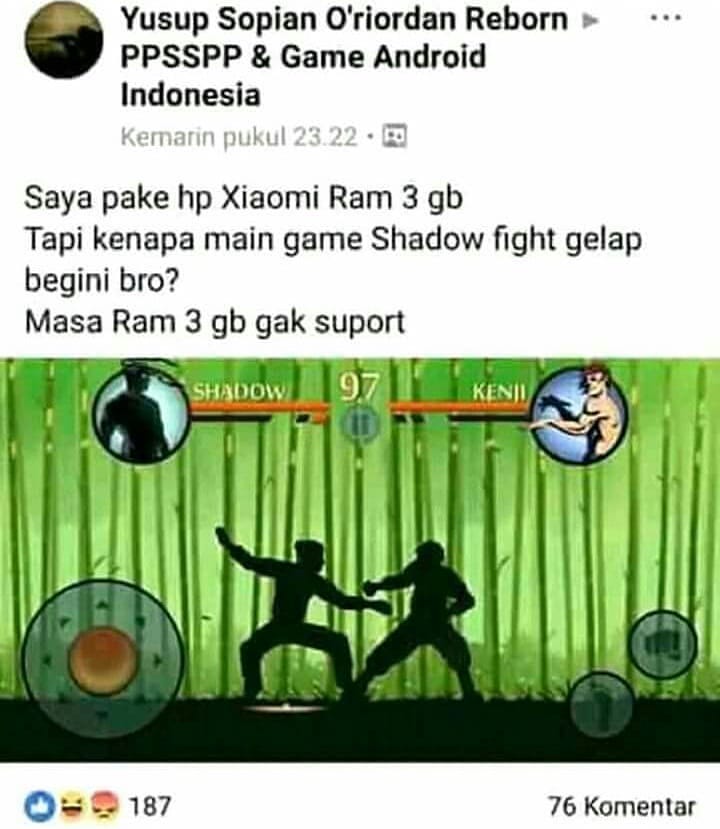 Yusup Sopian O'riordan Reborn
PPSSPP & Game Android
Indonesia
Kemarin pukul 23.22
Saya pake hp Xiaomi Ram 3 gb
Tapi kenapa main game Shadow fight gelap
begini bro?
Masa Ram 3 gb gak suport
SHADOW 97 KENJI
187 76 Komentar